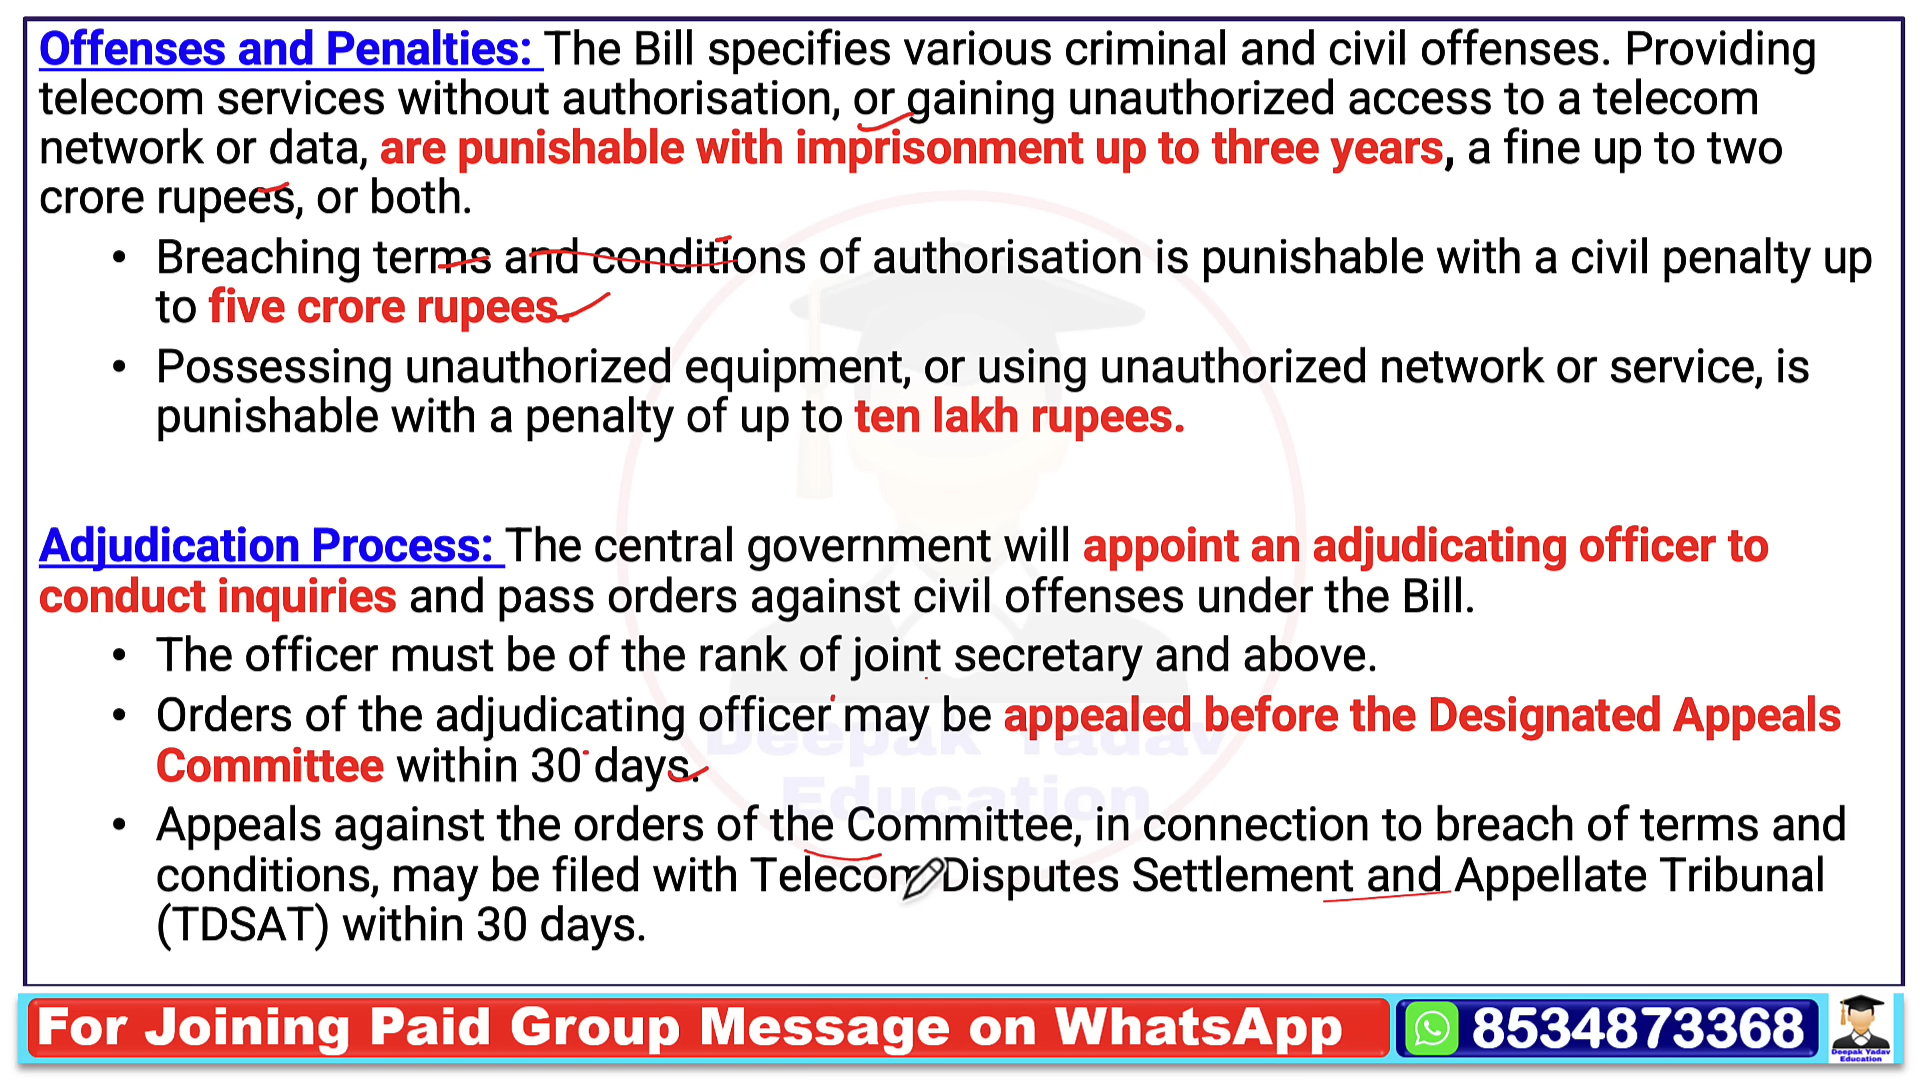 Offenses and Penalties: The Bill specifies various criminal and civil offenses. Providing
telecom services without authorisation, or gaining unauthorized access to a telecom
network or data, are punishable with imprisonment up to three years, a fine up to two
crore rupees, or both.
• Breaching terms and conditions of authorisation is punishable with a civil penalty up
to five crore rupees.
• Possessing unauthorized equipment, or using unauthorized network or service, is
punishable with a penalty of up to ten lakh rupees.
Adjudication Process: The central government will appoint an adjudicating officer to
conduct inquiries and pass orders against civil offenses under the Bill.
• The officer must be of the rank of joint secretary and above.
• Orders of the adjudicating officer may be appealed before the Designated Appeals
Committee within 30 days.
• Appeals against the orders of the Committee, in connection to breach of terms and
conditions, may be filed with Telecom Disputes Settlement and Appellate Tribunal
(TDSAT) within 30 days.
Deepak Yadav
Education
For Joining Paid Group Message on WhatsApp
8534873368
Deepak Yadav
Education